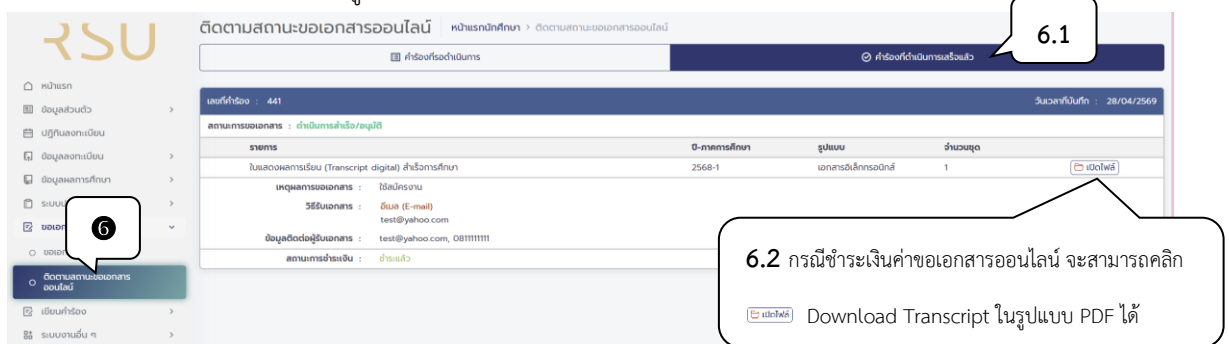 RSU
ติดตามสถานะขอเอกสารออนไลน์
หน้าแรกนักศึกษา > ติดตามสถานะขอเอกสารออนไลน์
6.1
คำร้องที่รอดำเนินการ
คำร้องที่ดำเนินการเสร็จแล้ว
หน้าแรก
ข้อมูลส่วนตัว
ปฏิทินลงทะเบียน
ข้อมูลลงทะเบียน
ข้อมูลผลการศึกษา
❻
ติดตามสถานะขอเอกสาร
ออนไลน์
เขียนคำร้อง
ระบบงานอื่น ๆ
เลขที่คำร้อง : 441
วันเวลาที่บันทึก : 28/04/2569
สถานะการขอเอกสาร : ดำเนินการสำเร็จ/อนุมัติ
รายการ ปี-ภาคการศึกษา รูปแบบ จำนวนชุด
ใบแสดงผลการเรียน (Transcript digital) สำเร็จการศึกษา 2568-1 เอกสารอิเล็กทรอนิกส์ 1 เปิดไฟล์
เหตุผลการขอเอกสาร : ใช้สมัครงาน
วิธีรับเอกสาร : อีเมล (E-mail)
test@yahoo.com
ข้อมูลติดต่อผู้รับเอกสาร : test@yahoo.com, 0811111111
สถานะการชำระเงิน : ชำระแล้ว
6.2 กรณีชำระเงินค่าขอเอกสารออนไลน์ จะสามารถคลิก
เปิดไฟล์ Download Transcript ในรูปแบบ PDF ได้